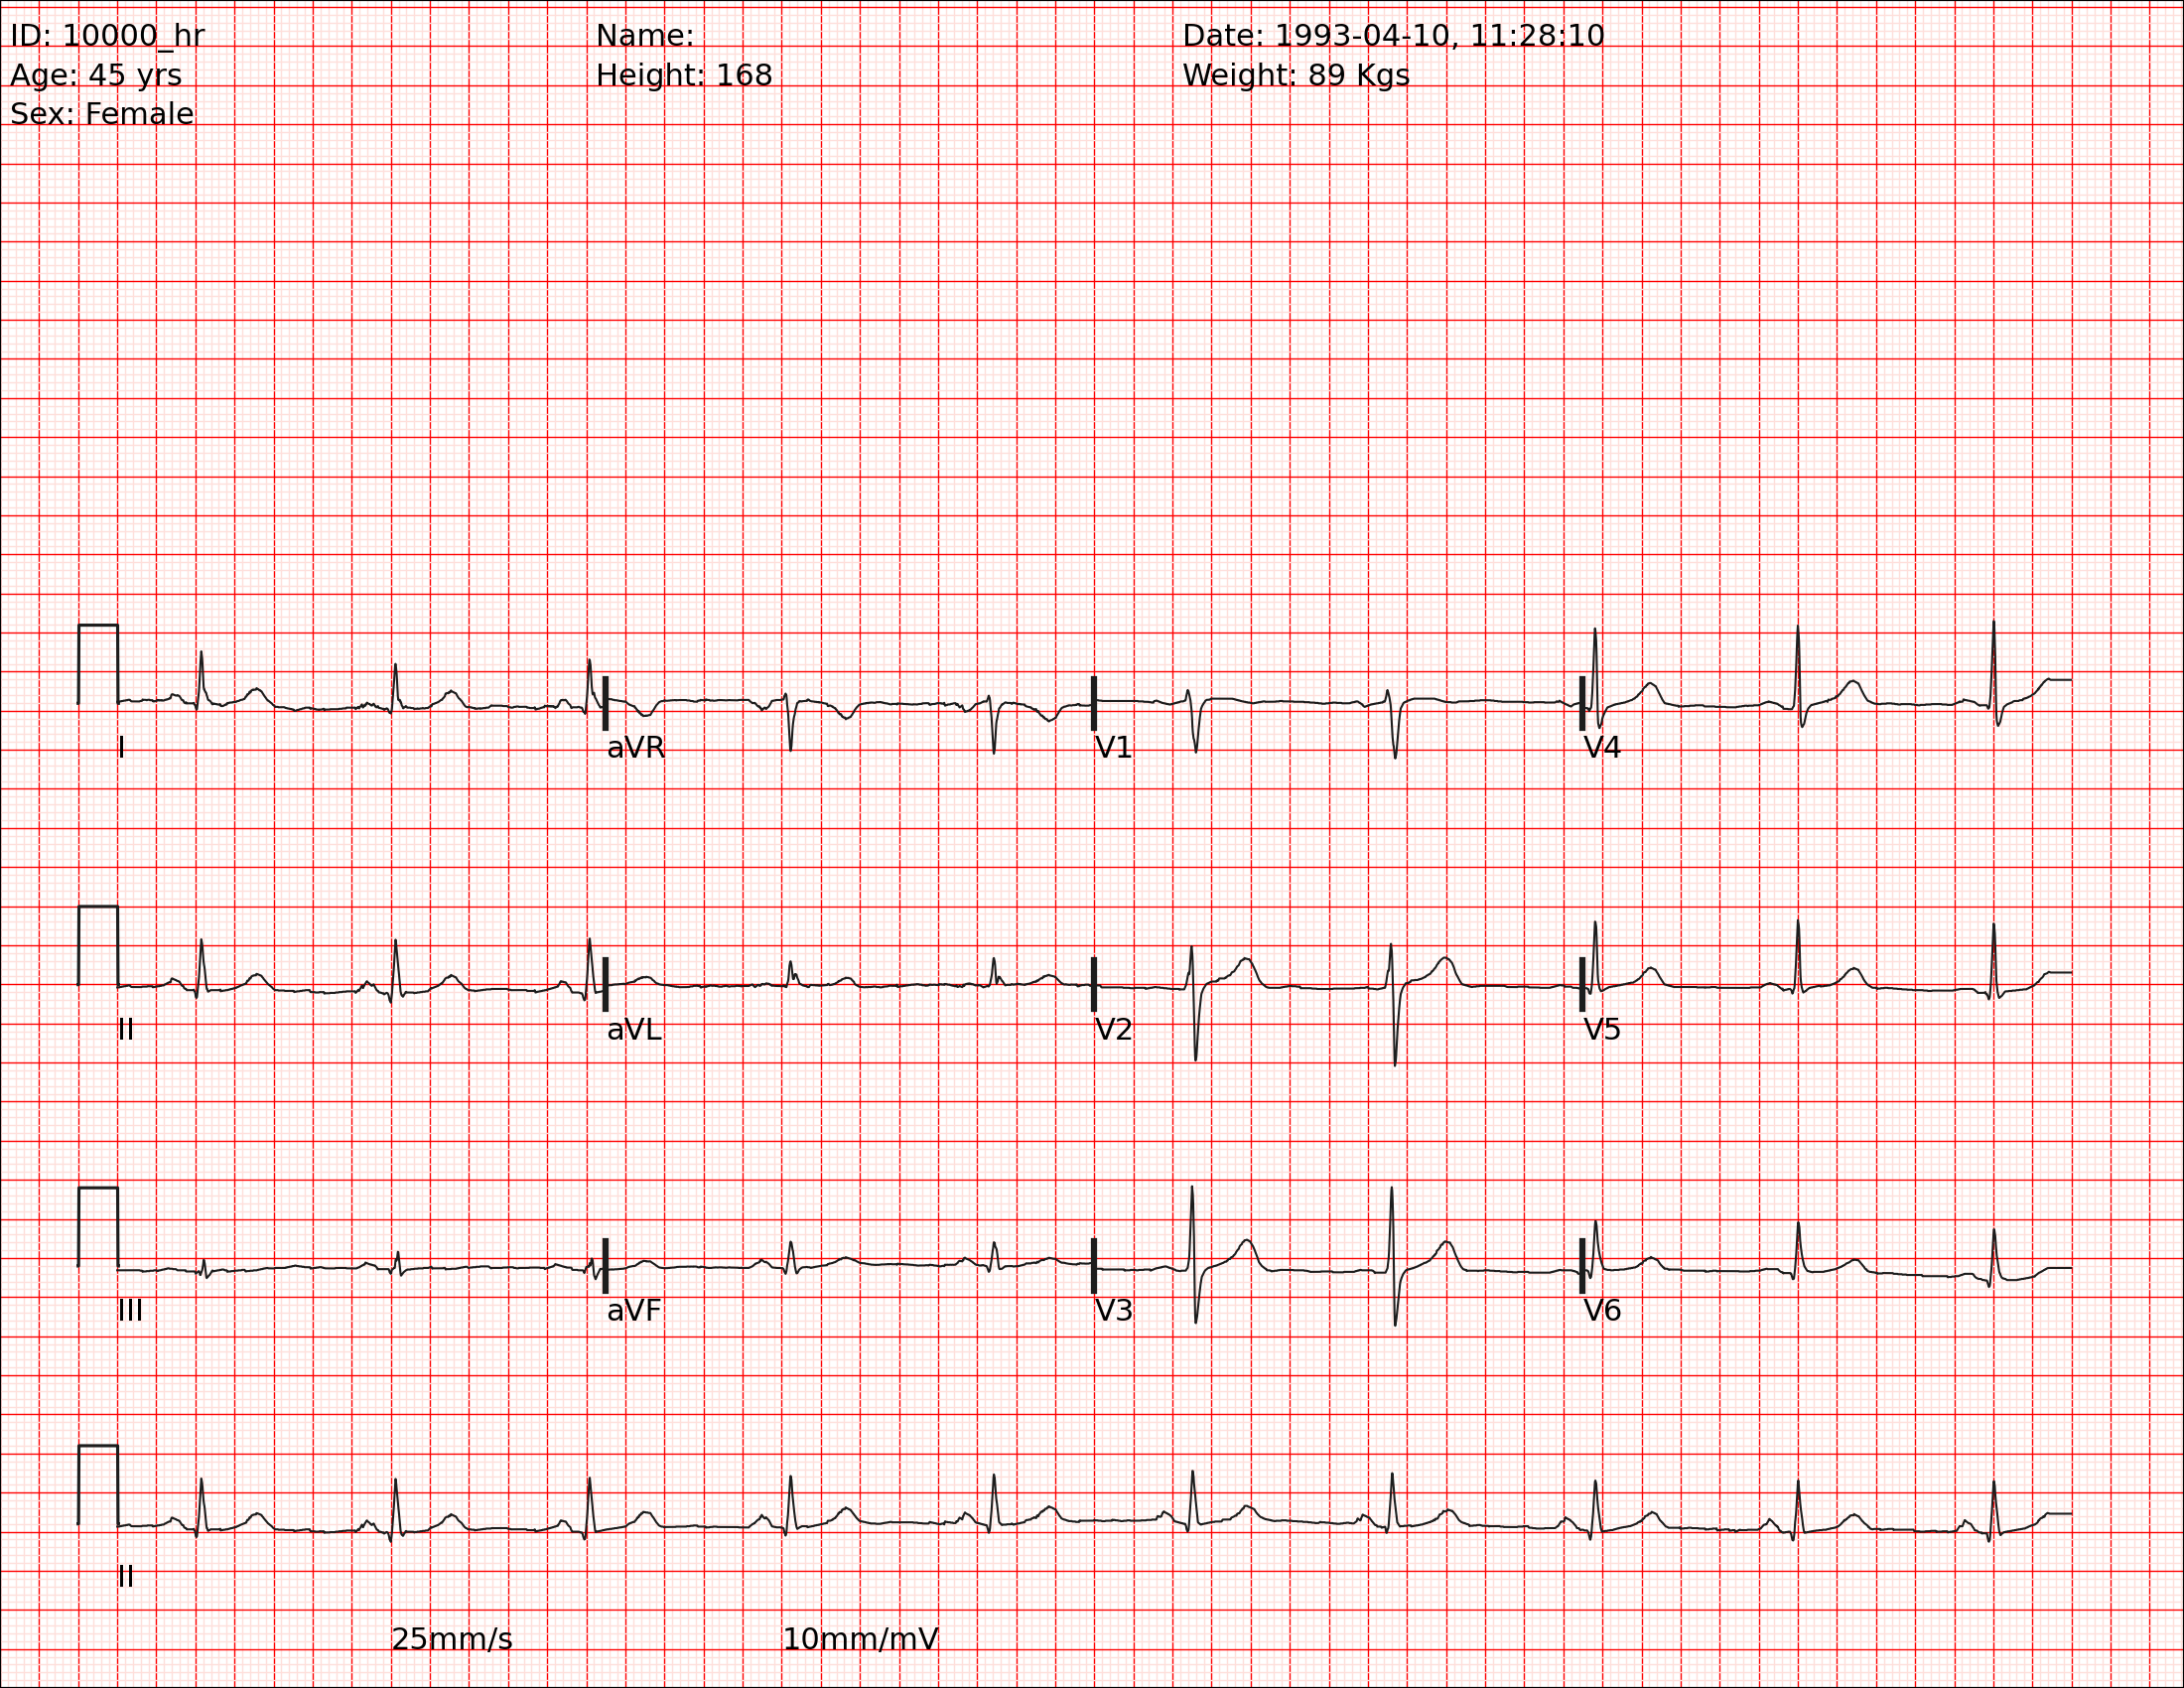 ID: 10000_hr Name: Date: 1993-04-10, 11:28:10
Age: 45 yrs Height: 168 Weight: 89 Kgs
Sex: Female
I aVR V1 V4
II aVL V2 V5
III aVF V3 V6
II
25mm/s 10mm/mV